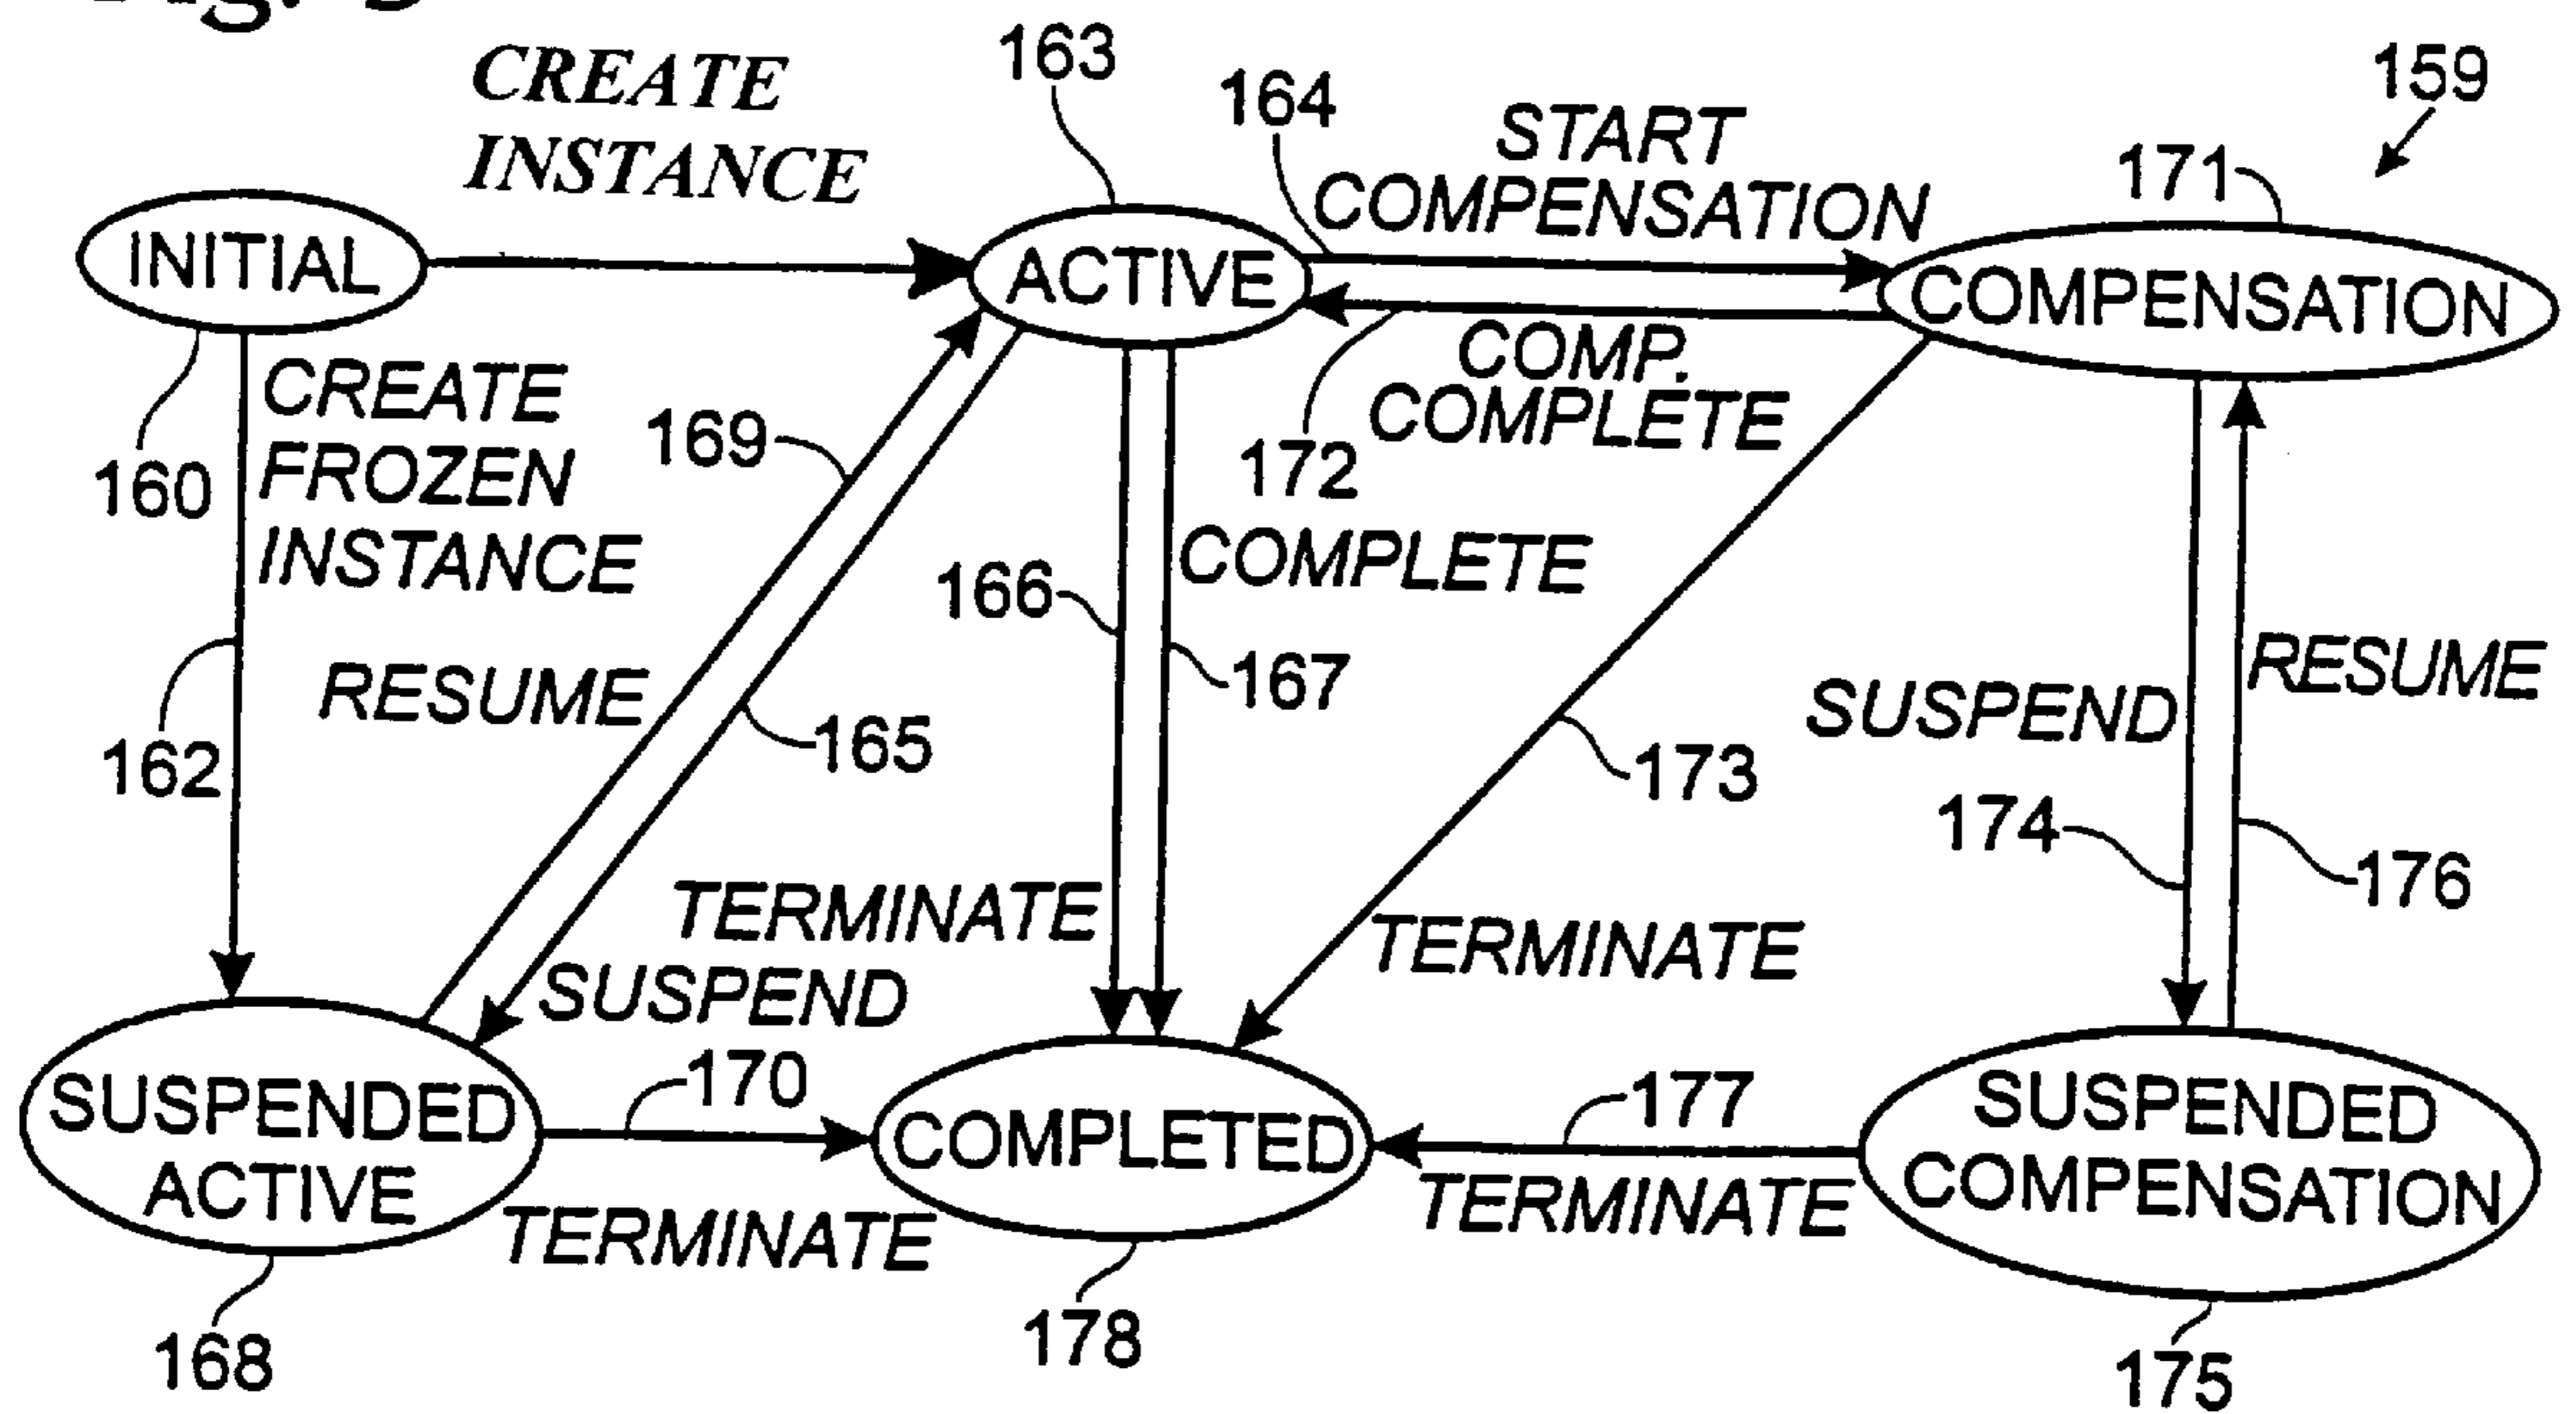 CREATE
INSTANCE
163
164
START
COMPENSATION
159
171
INITIAL
ACTIVE
COMPENSATION
160
CREATE
FROZEN
INSTANCE
169
172
COMP.
COMPLETE
166
COMPLETE
167
162
RESUME
165
173
SUSPEND
RESUME
174
176
TERMINATE
SUSPEND
TERMINATE
170
177
SUSPENDED
ACTIVE
COMPLETED
SUSPENDED
COMPENSATION
TERMINATE
TERMINATE
168
178
175